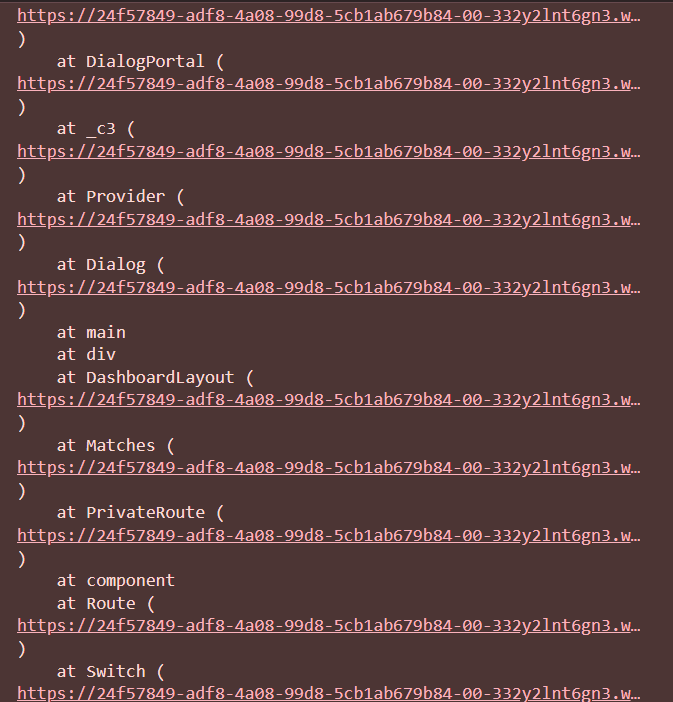 https://24f57849-adf8-4a08-99d8-5cb1ab679b84-00-332y2lnt6gn3.w…
)
    at DialogPortal (
https://24f57849-adf8-4a08-99d8-5cb1ab679b84-00-332y2lnt6gn3.w…
)
    at _c3 (
https://24f57849-adf8-4a08-99d8-5cb1ab679b84-00-332y2lnt6gn3.w…
)
    at Provider (
https://24f57849-adf8-4a08-99d8-5cb1ab679b84-00-332y2lnt6gn3.w…
)
    at Dialog (
https://24f57849-adf8-4a08-99d8-5cb1ab679b84-00-332y2lnt6gn3.w…
)
    at main
    at div
    at DashboardLayout (
https://24f57849-adf8-4a08-99d8-5cb1ab679b84-00-332y2lnt6gn3.w…
)
    at Matches (
https://24f57849-adf8-4a08-99d8-5cb1ab679b84-00-332y2lnt6gn3.w…
)
    at PrivateRoute (
https://24f57849-adf8-4a08-99d8-5cb1ab679b84-00-332y2lnt6gn3.w…
)
    at component
    at Route (
https://24f57849-adf8-4a08-99d8-5cb1ab679b84-00-332y2lnt6gn3.w…
)
    at Switch (
https://24f57849-adf8-4a08-99d8-5cb1ab679b84-00-332y2lnt6gn3.w…